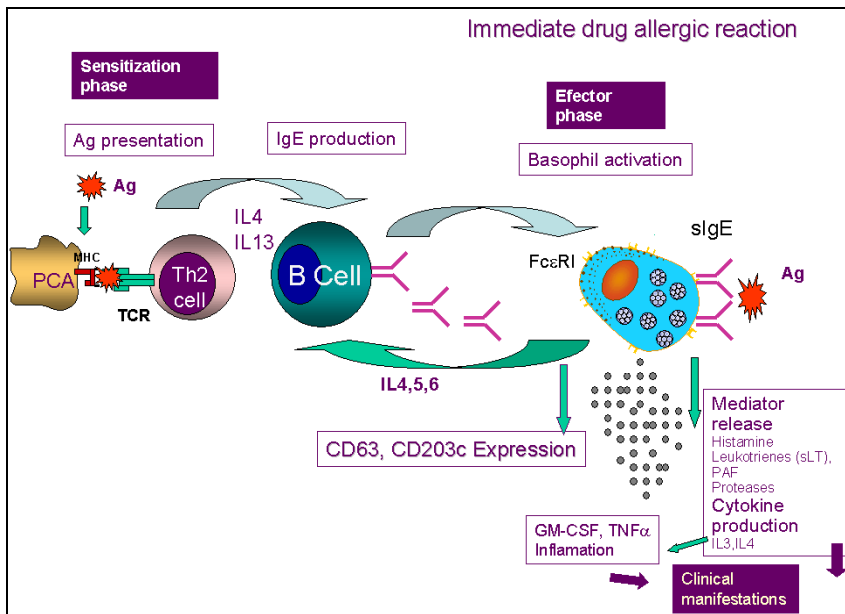 Immediate drug allergic reaction
Sensitization
phase
Efector
phase
Ag presentation
IgE production
Basophil activation
Ag
IL4
IL13
sIgE
FcεRI
MHC
PCA
Th2
cell
B Cell
Ag
TCR
IL4,5,6
CD63, CD203c Expression
Mediator
release
Histamine
Leukotrienes (sLT),
PAF
Proteases
Cytokine
production
IL3,IL4
GM-CSF, TNFα
Inflamation
Clinical
manifestations